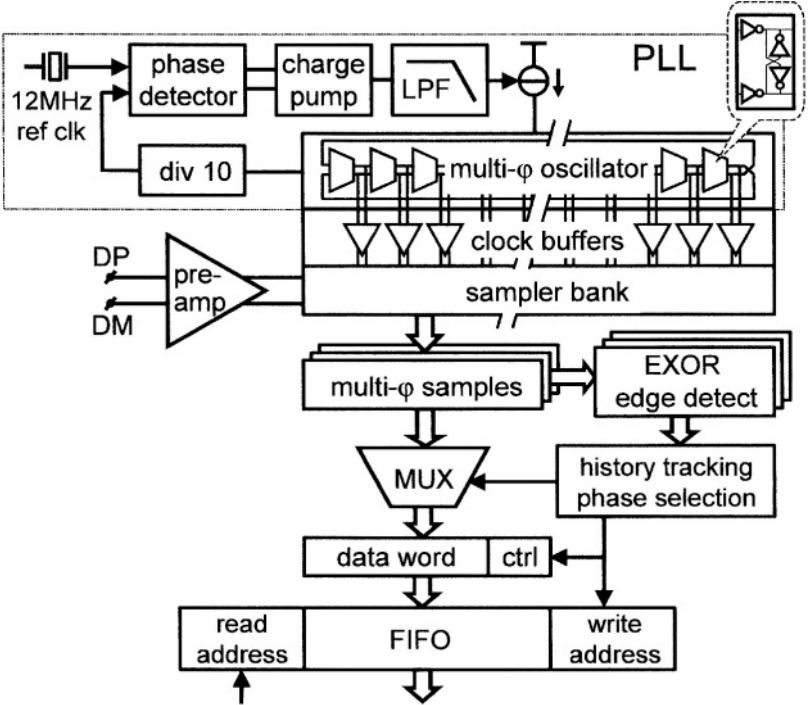 PLL
phase
detector
charge
pump
LPF
12MHz
ref clk
div 10
multi-φ oscillator
clock buffers
DP
pre-
amp
DM
sampler bank
multi-φ samples
EXOR
edge detect
MUX
history tracking
phase selection
data word
ctrl
read
address
FIFO
write
address